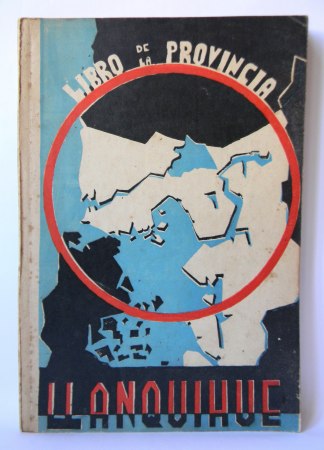 LIBRO DE LA PROVINCIA
LLANQUIHUE